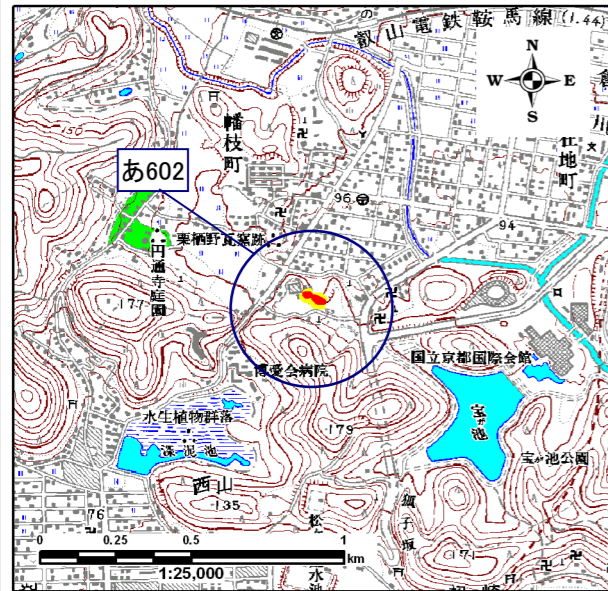 叡山電鉄鞍馬線 (1.44)
N
W E
S
幡枝町
あ602
150
96
94
栗栖野瓦窯跡
円通寺庭園
177
国立京都国際会館
博愛会病院
水生植物群落
深泥池
宝が池
179
宝が池公園
西山
135
76
171
0 0.25 0.5 1
km
1:25,000